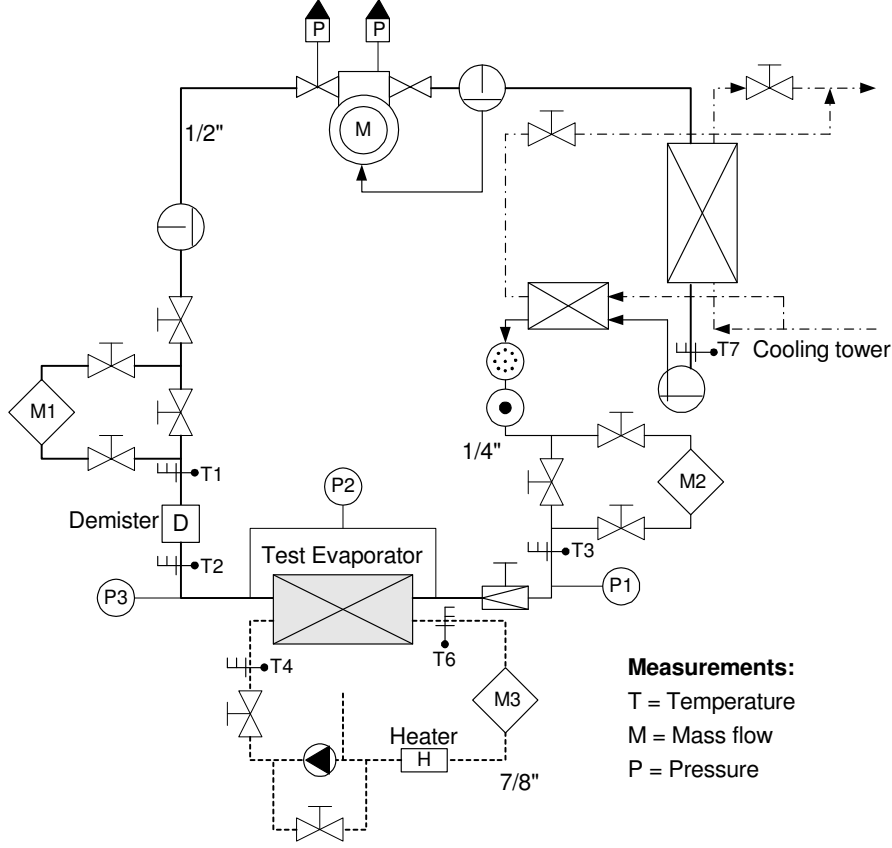 P
P
M
1/2"
T7
Cooling tower
M1
1/4"
M2
T1
P2
Demister
D
Test Evaporator
T3
T2
P3
P1
T4
T6
Measurements:
M3
T = Temperature
Heater
M = Mass flow
H
P = Pressure
7/8"